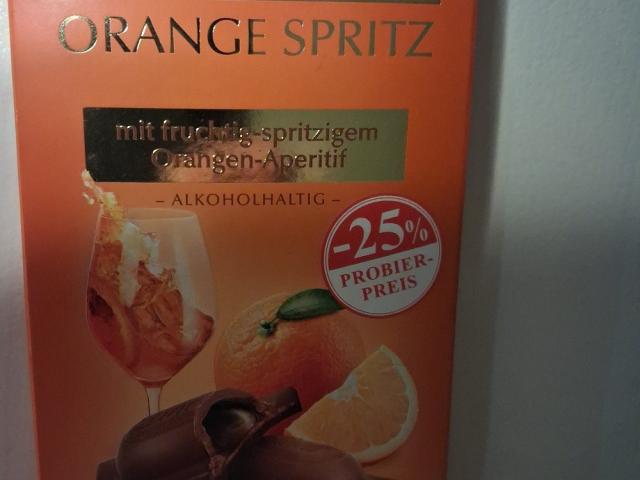 ORANGE SPRITZ
mit fruchtig-spritzigem
Orangen-Aperitif
– ALKOHOLHALTIG –
-25%
PROBIER-
PREIS